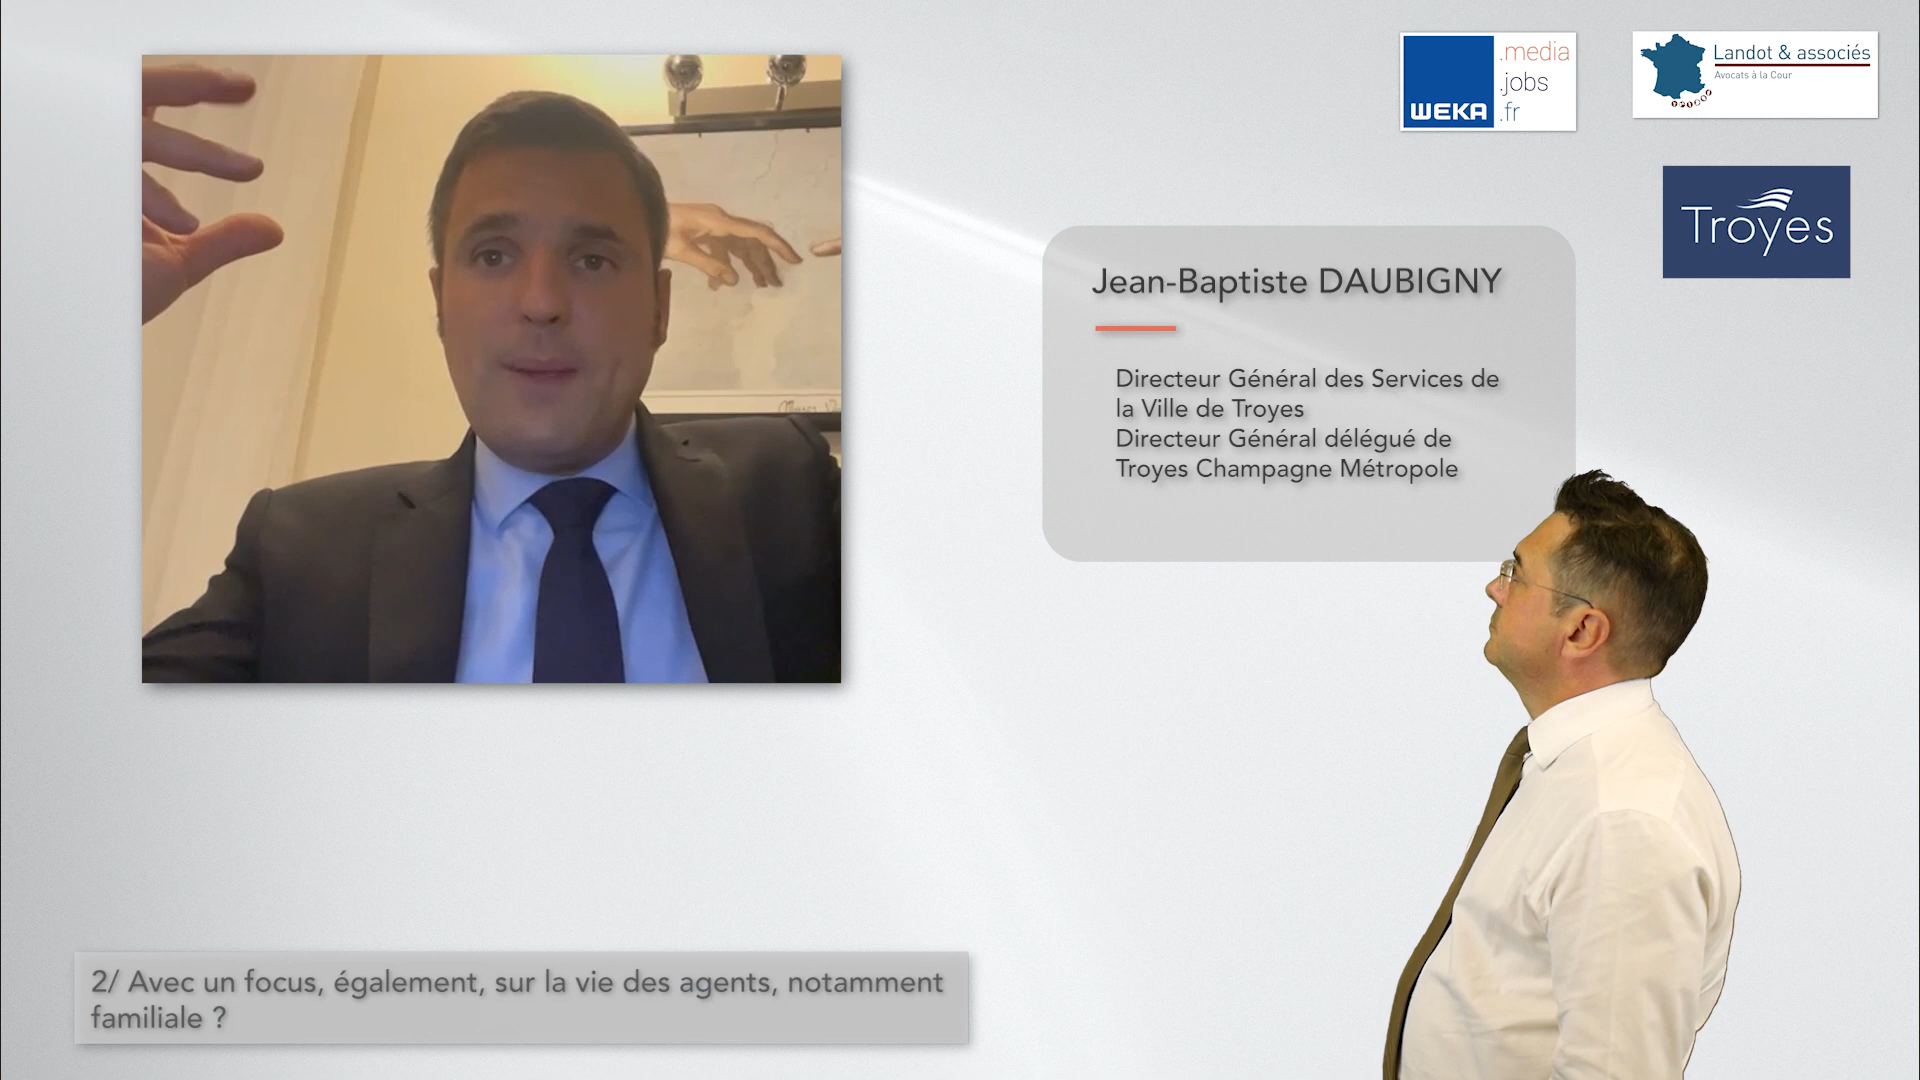 .media
.jobs
.fr
WEKA
Landot & associés
Avocats à la Cour
Troyes
Jean-Baptiste DAUBIGNY
Directeur Général des Services de
la Ville de Troyes
Directeur Général délégué de
Troyes Champagne Métropole
2/ Avec un focus, également, sur la vie des agents, notamment
familiale ?